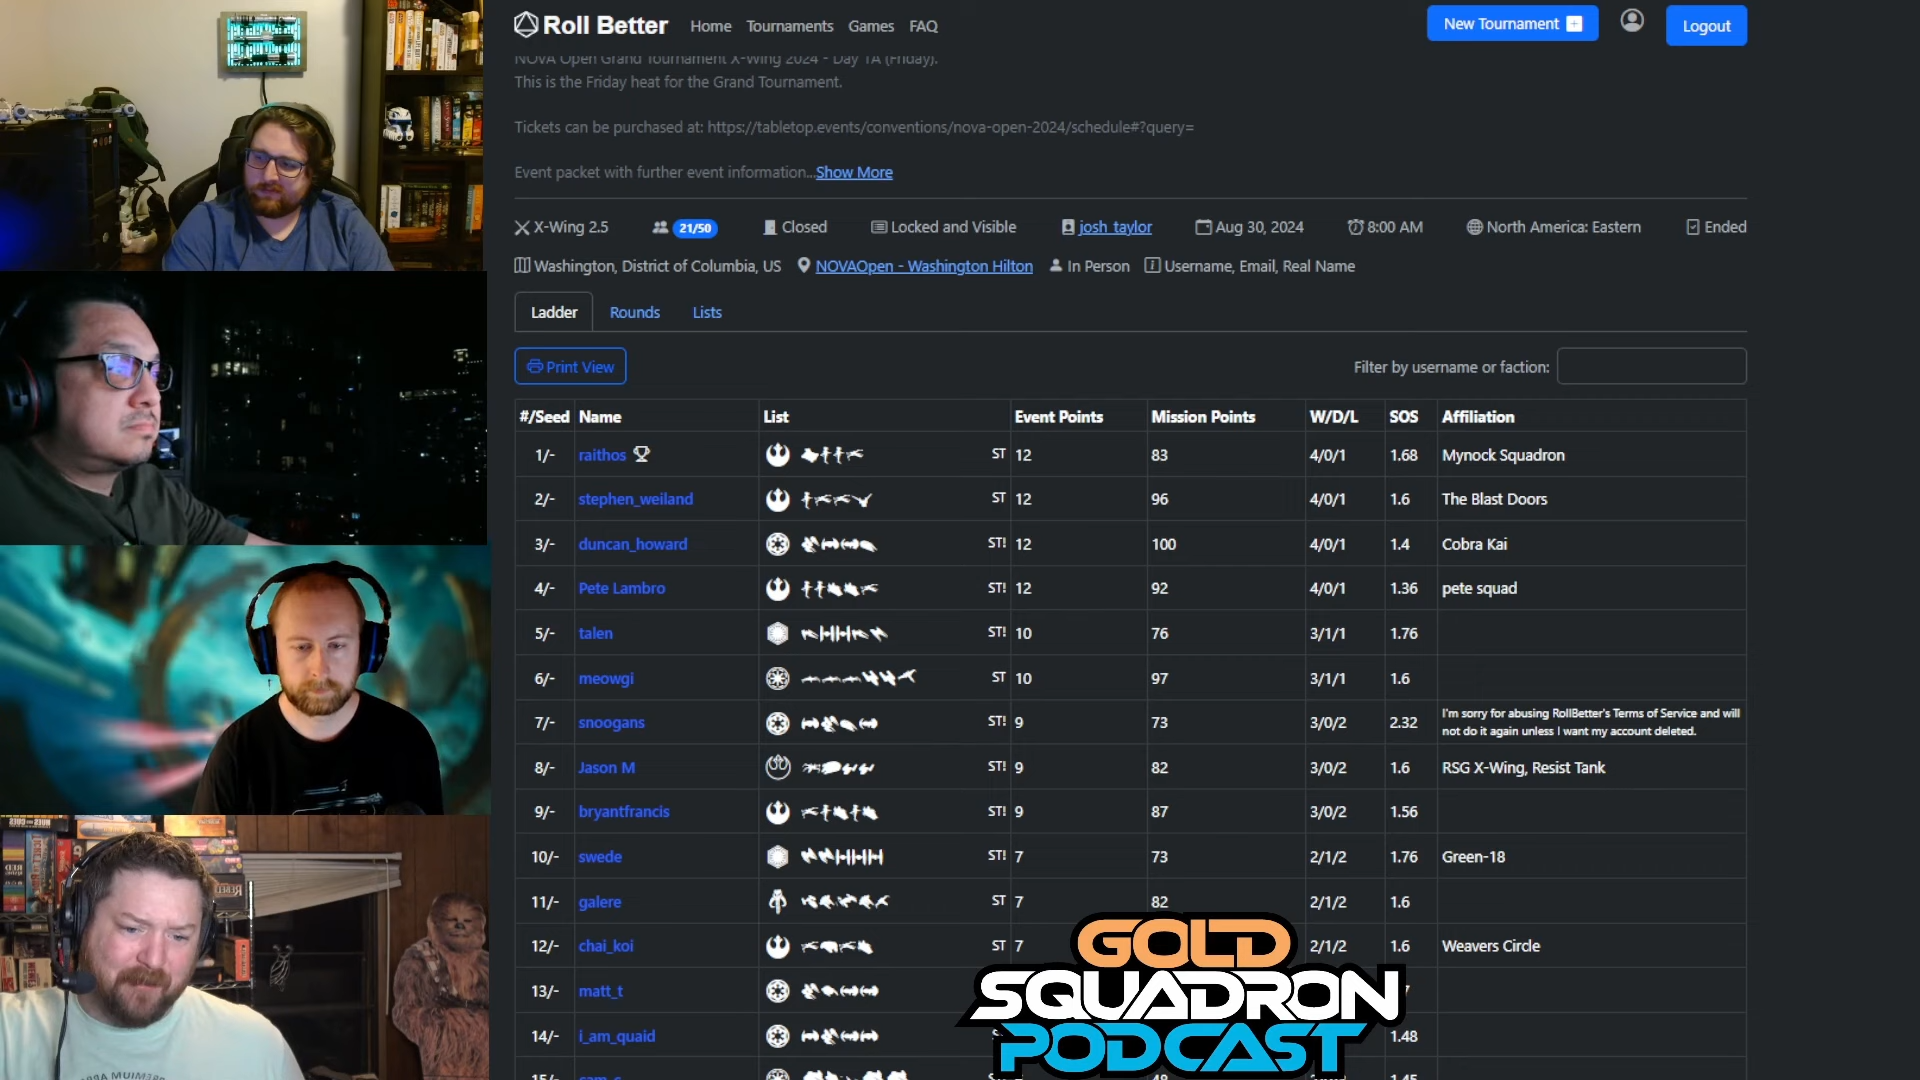 Roll Better Home Tournaments Games FAQ New Tournament Logout
NOVA Open Grand Tournament X-Wing 2024 - Day 1A (Friday).
This is the Friday heat for the Grand Tournament.
Tickets can be purchased at: https://tabletop.events/conventions/nova-open-2024/schedule#?query=
Event packet with further event information...Show More
X-Wing 2.5 21/50 Closed Locked and Visible josh_taylor Aug 30, 2024 8:00 AM North America: Eastern Ended
Washington, District of Columbia, US NOVAOpen - Washington Hilton In Person Username, Email, Real Name
Ladder Rounds Lists
Print View Filter by username or faction:
#/Seed Name List Event Points Mission Points W/D/L SOS Affiliation
1/- raithos ST 12 83 4/0/1 1.68 Mynock Squadron
2/- stephen_weiland ST 12 96 4/0/1 1.6 The Blast Doors
3/- duncan_howard ST! 12 100 4/0/1 1.4 Cobra Kai
4/- Pete Lambro ST! 12 92 4/0/1 1.36 pete squad
5/- talen ST! 10 76 3/1/1 1.76
6/- meowgi ST 10 97 3/1/1 1.6
7/- snoogans ST! 9 73 3/0/2 2.32 I'm sorry for abusing RollBetter's Terms of Service and will
not do it again unless I want my account deleted.
8/- Jason M ST! 9 82 3/0/2 1.6 RSG X-Wing, Resist Tank
9/- bryantfrancis ST! 9 87 3/0/2 1.56
10/- swede ST! 7 73 2/1/2 1.76 Green-18
11/- galere ST 7 82 2/1/2 1.6
12/- chai_koi ST 7 2/1/2 1.6 Weavers Circle
13/- matt_t
14/- i_am_quaid 1.48
GOLD
SQUADRON
PODCAST